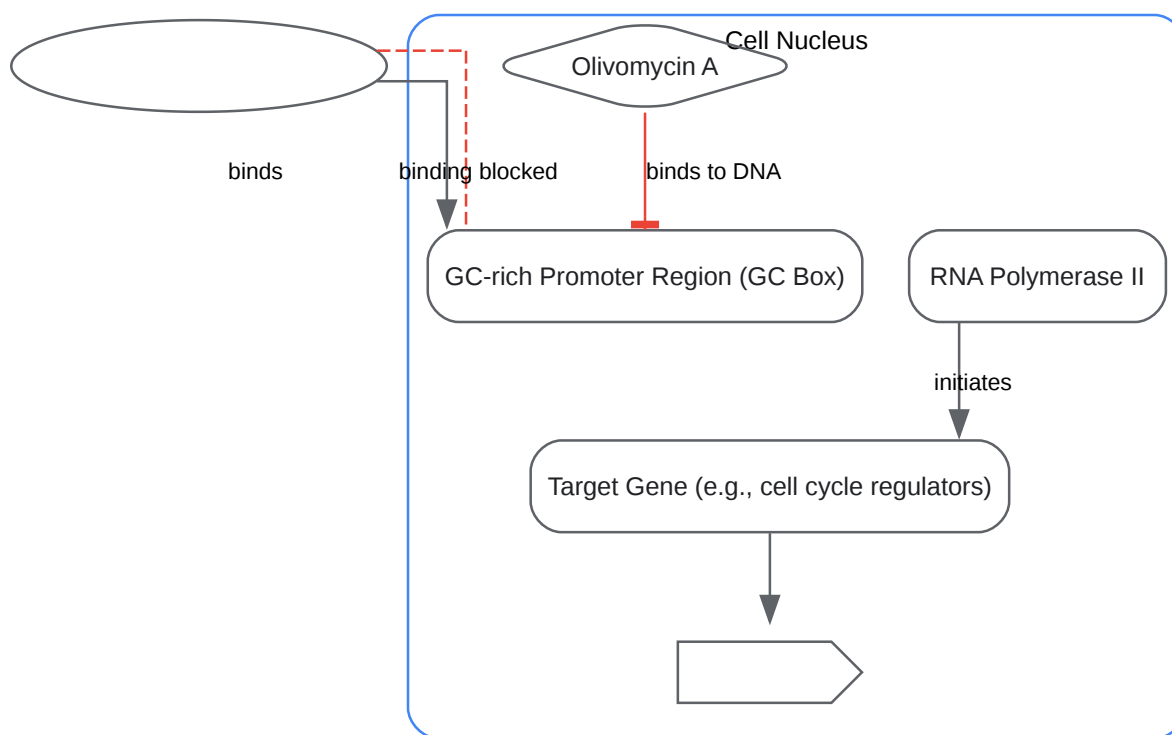 Cell Nucleus
Olivomycin A
binds
binding blocked
binds to DNA
GC-rich Promoter Region (GC Box)
RNA Polymerase II
initiates
Target Gene (e.g., cell cycle regulators)